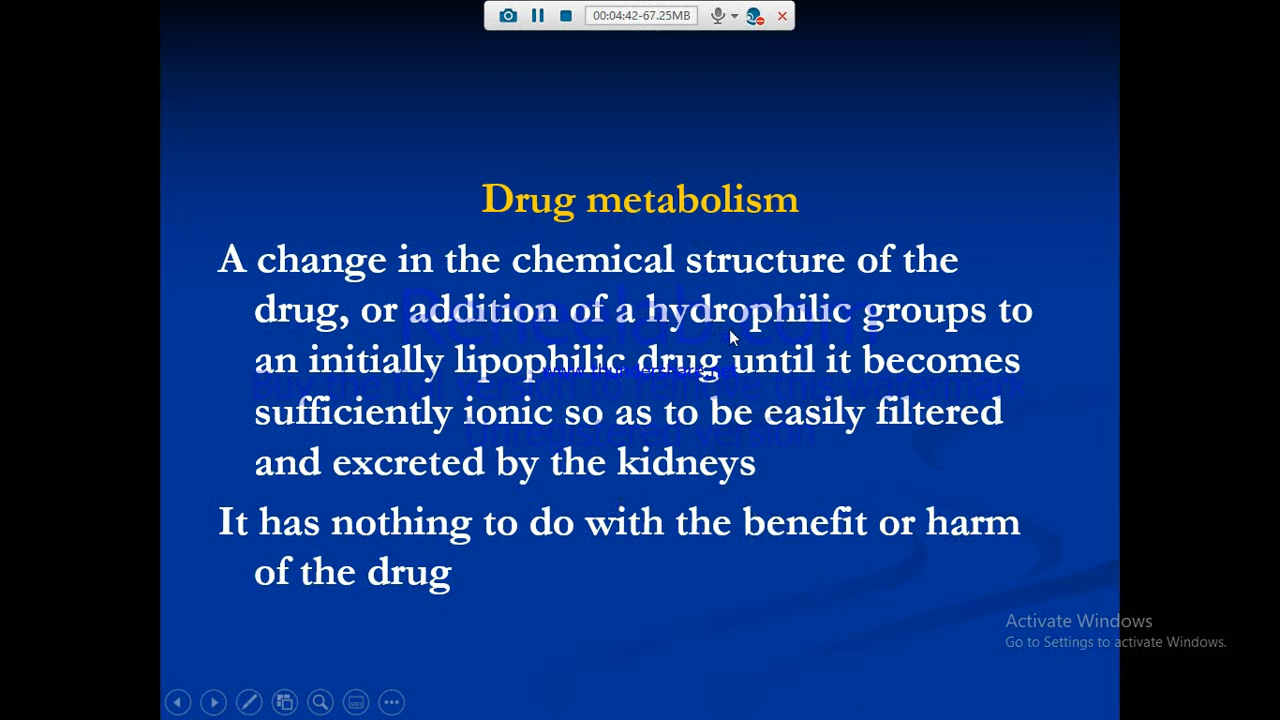 00:04:42-67.25MB
Drug metabolism
A change in the chemical structure of the
drug, or addition of a hydrophilic groups to
an initially lipophilic drug until it becomes
sufficiently ionic so as to be easily filtered
and excreted by the kidneys
It has nothing to do with the benefit or harm
of the drug
Activate Windows
Go to Settings to activate Windows.